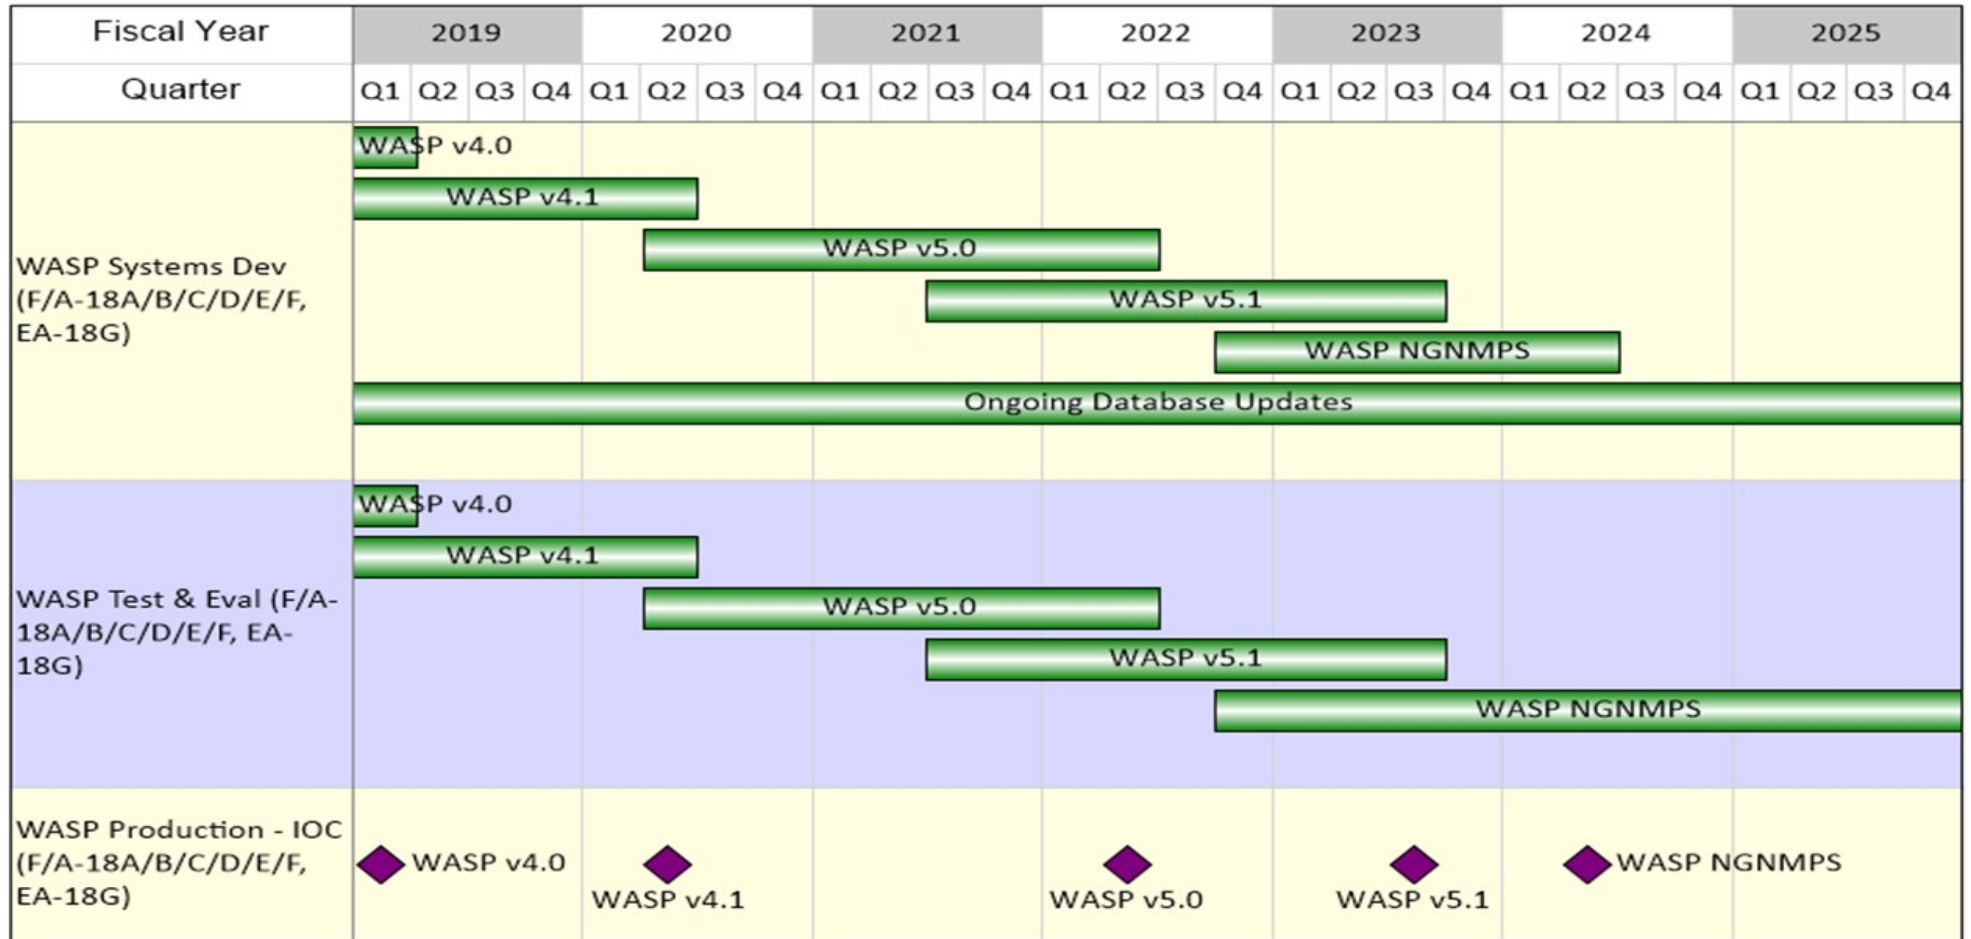 Fiscal Year 2019 2020 2021 2022 2023 2024 2025
Quarter Q1 Q2 Q3 Q4 Q1 Q2 Q3 Q4 Q1 Q2 Q3 Q4 Q1 Q2 Q3 Q4 Q1 Q2 Q3 Q4 Q1 Q2 Q3 Q4 Q1 Q2 Q3 Q4
WASP Systems Dev
(F/A-18A/B/C/D/E/F,
EA-18G)
WASP v4.0
WASP v4.1
WASP v5.0
WASP v5.1
WASP NGNMPS
Ongoing Database Updates
WASP Test & Eval (F/A-
18A/B/C/D/E/F, EA-
18G)
WASP v4.0
WASP v4.1
WASP v5.0
WASP v5.1
WASP NGNMPS
WASP Production - IOC
(F/A-18A/B/C/D/E/F,
EA-18G)
WASP v4.0
WASP v4.1
WASP v5.0
WASP v5.1
WASP NGNMPS